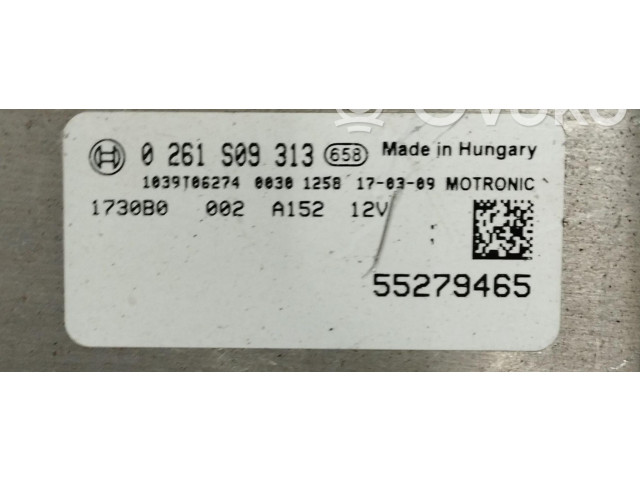 0 261 S09 313 658 Made in Hungary
1039T06274 0030 1258 17-03-09 MOTRONIC
1730B0 002 A152 12V
55279465